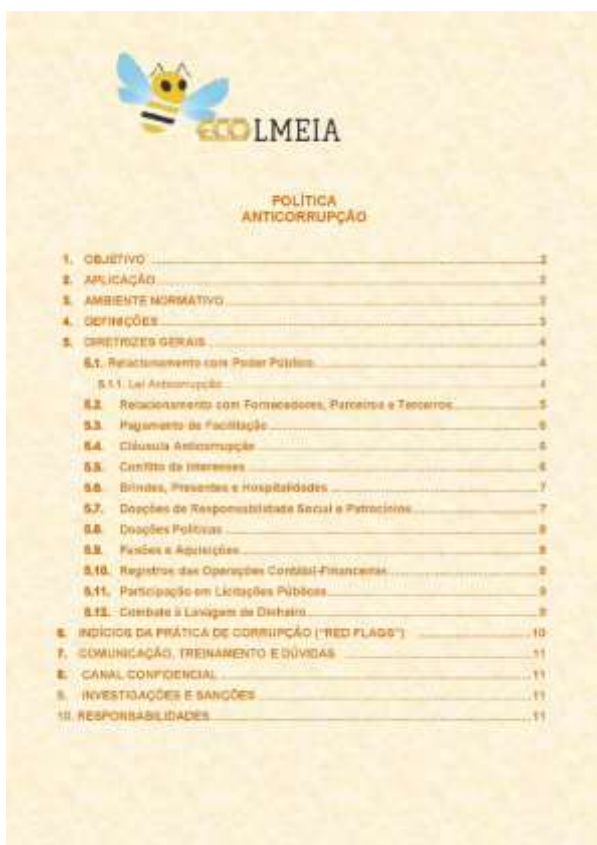 ECOLMEIA
POLÍTICA
ANTICORRUPÇÃO
1. OBJETIVO 2
2. APLICAÇÃO 2
3. AMBIENTE NORMATIVO 2
4. DEFINIÇÕES 3
5. DIRETRIZES GERAIS 4
5.1. Relacionamento com Poder Público 4
5.1.1. Lei Anticorrupção 4
5.2. Relacionamento com Fornecedores, Parceiros e Terceiros 5
5.3. Pagamento de Facilitação 6
5.4. Cláusula Anticorrupção 6
5.5. Conflito de Interesses 6
5.6. Brindes, Presentes e Hospitalidades 7
5.7. Doações de Responsabilidade Social e Patrocínios 7
5.8. Doações Políticas 8
5.9. Fusões e Aquisições 8
5.10. Registros das Operações Contábil-Financeiras 8
5.11. Participação em Licitações Públicas 9
5.12. Combate à Lavagem de Dinheiro 9
6. INDÍCIOS DA PRÁTICA DE CORRUPÇÃO ("RED FLAGS") 10
7. COMUNICAÇÃO, TREINAMENTO E DÚVIDAS 11
8. CANAL CONFIDENCIAL 11
9. INVESTIGAÇÕES E SANÇÕES 11
10. RESPONSABILIDADES 11